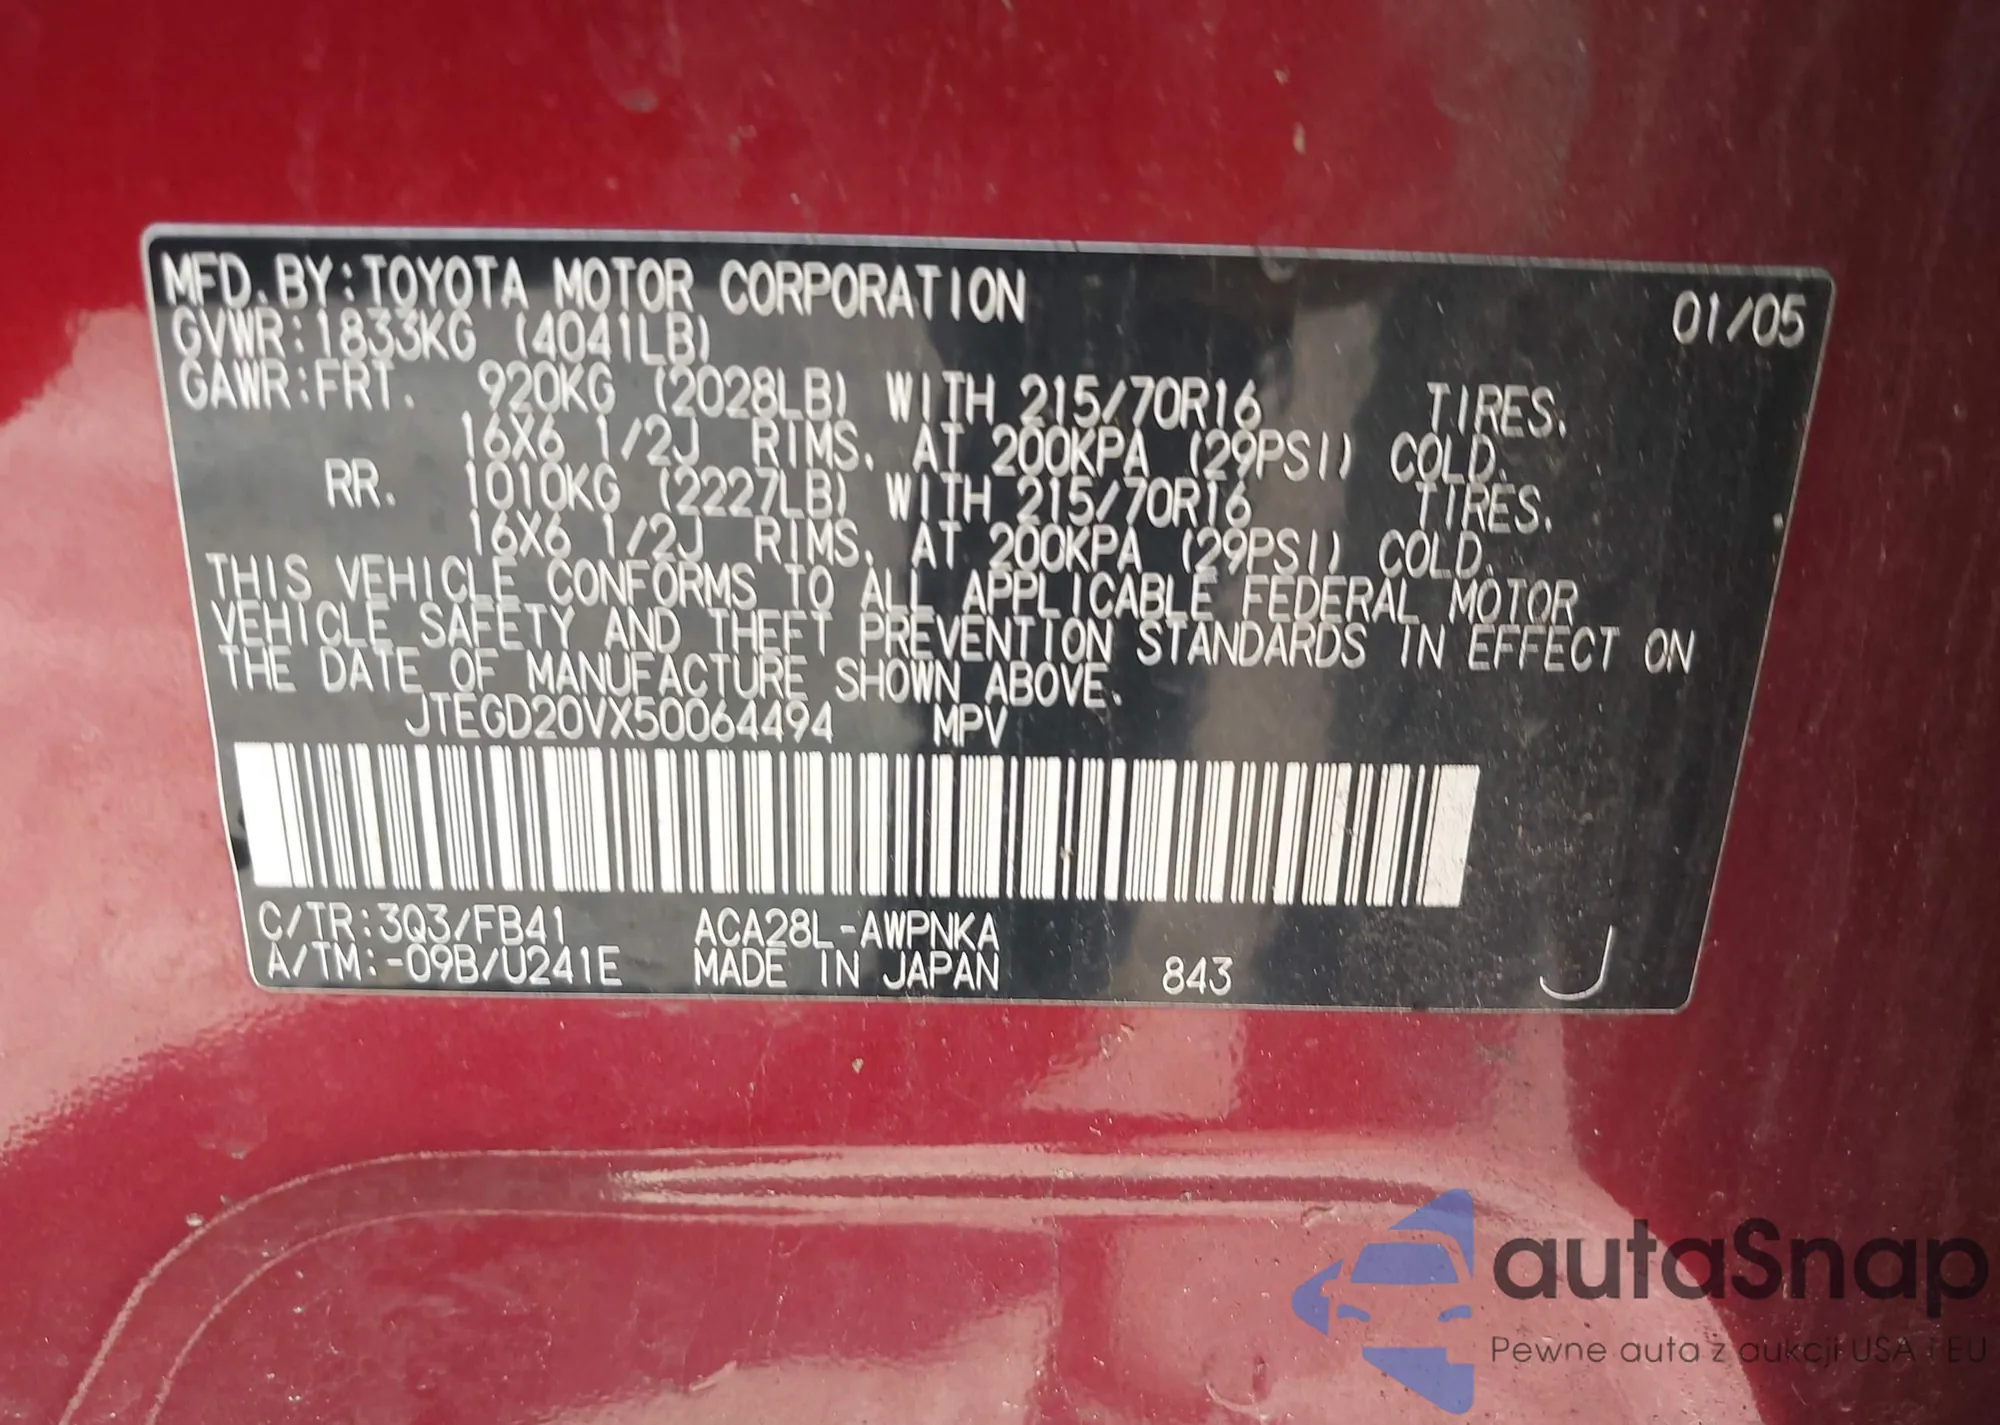 MFD.BY:TOYOTA MOTOR CORPORATION 01/05
GVWR:1833KG (4041LB)
GAWR:FRT. 920KG (2028LB) WITH 215/70R16 TIRES.
16X6 1/2J RIMS. AT 200KPA (29PSI) COLD.
RR. 1010KG (2227LB) WITH 215/70R16 TIRES.
16X6 1/2J RIMS. AT 200KPA (29PSI) COLD.
THIS VEHICLE CONFORMS TO ALL APPLICABLE FEDERAL MOTOR
VEHICLE SAFETY AND THEFT PREVENTION STANDARDS IN EFFECT ON
THE DATE OF MANUFACTURE SHOWN ABOVE.
JTEGD20VX50064494 MPV
C/TR:3Q3/FB41 ACA28L-AWPNKA
A/TM:-09B/U241E MADE IN JAPAN 843 J
autaSnap
Pewne auta z aukcji USA i EU